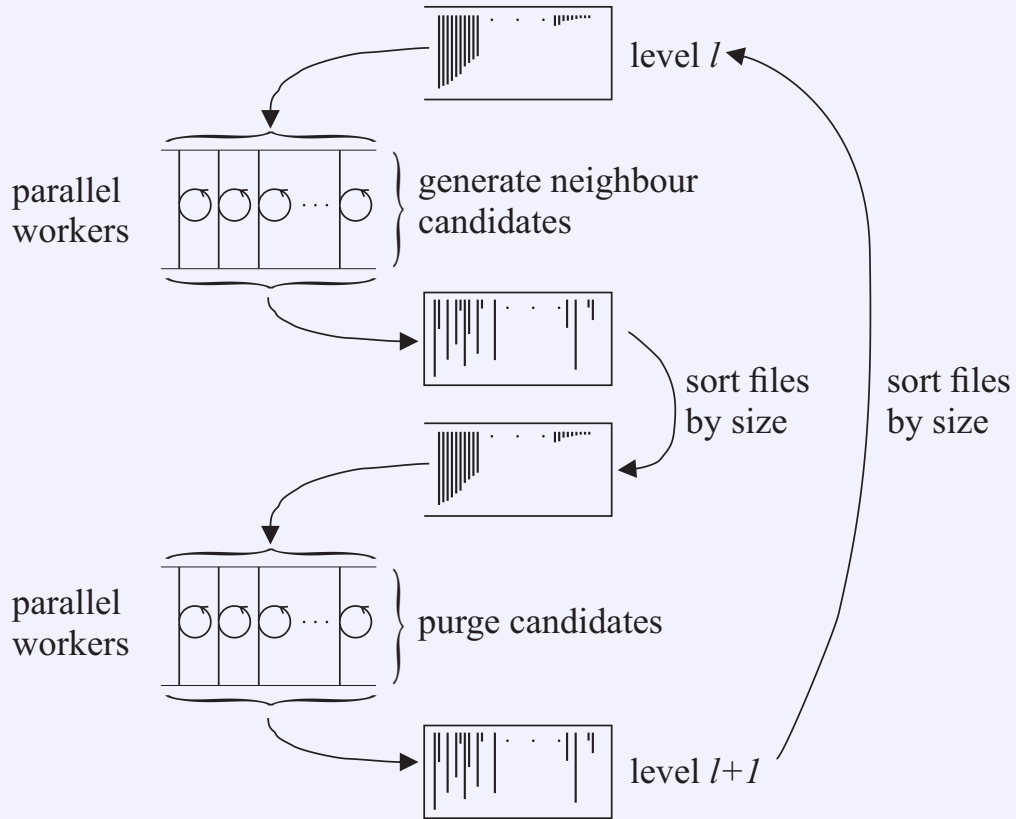 level l
parallel
workers
generate neighbour
candidates
sort files
by size
sort files
by size
parallel
workers
purge candidates
level l+1